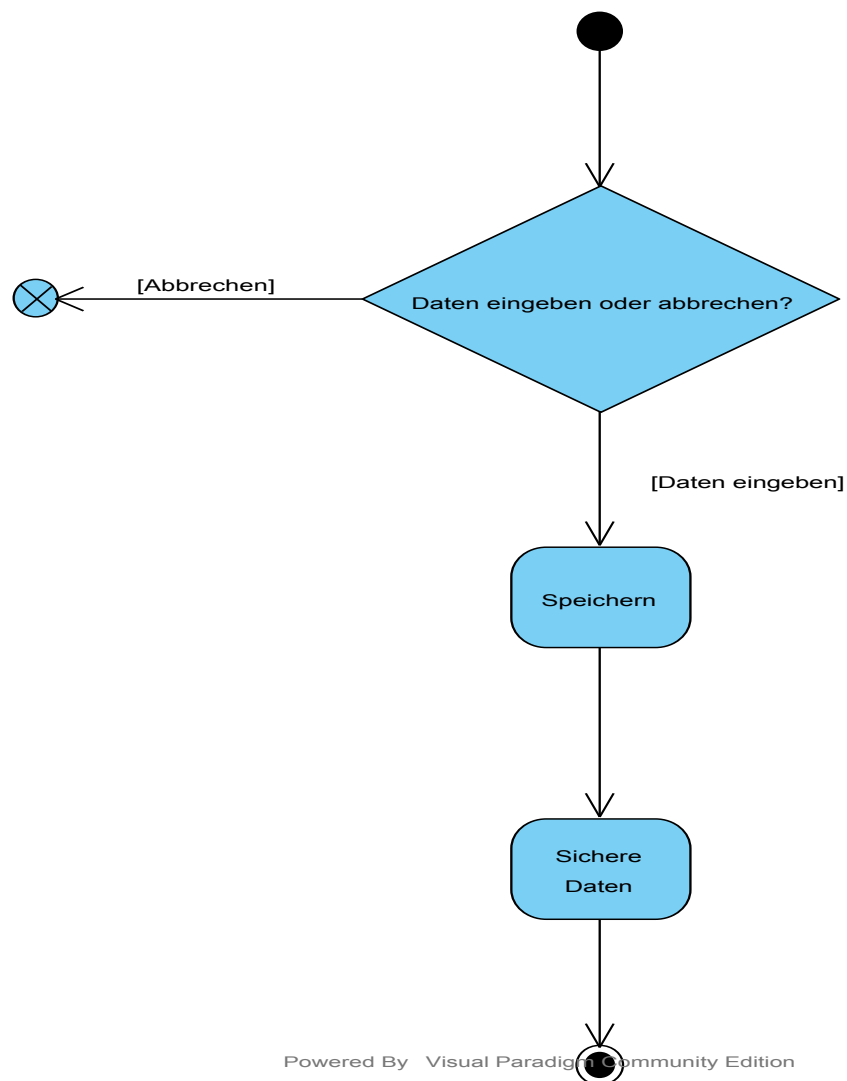 [Abbrechen]
Daten eingeben oder abbrechen?
[Daten eingeben]
Speichern
Sichere
Daten
Powered By Visual Paradigm Community Edition